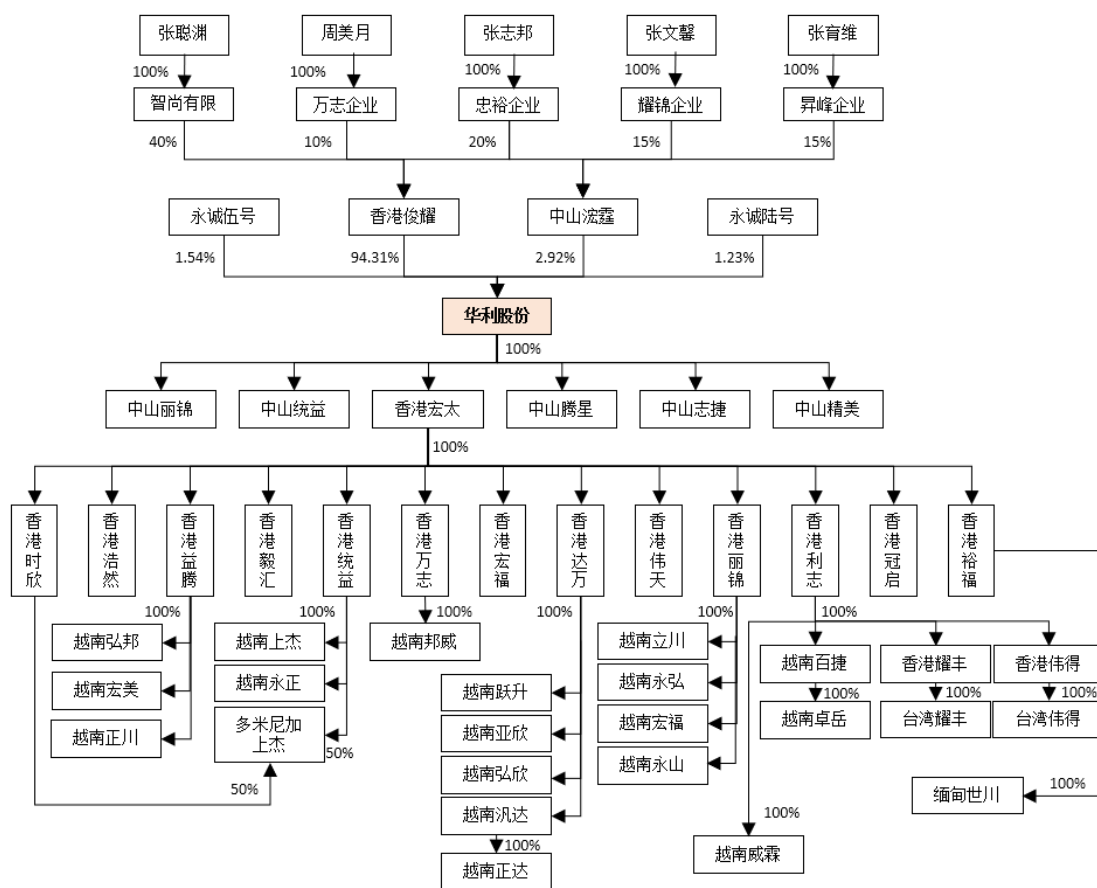 张聪渊
周美月
张志邦
张文馨
张育维
100%
100%
100%
100%
100%
智尚有限
万志企业
忠裕企业
耀锦企业
昇峰企业
40%
10%
20%
15%
15%
永诚伍号
香港俊耀
中山浤霆
永诚陆号
1.54%
94.31%
2.92%
1.23%
华利股份
100%
中山丽锦
中山统益
香港宏太
中山腾星
中山志捷
中山精美
100%
香港时欣
香港浩然
香港益腾
香港毅汇
香港统益
香港万志
香港宏福
香港达万
香港伟天
香港丽锦
香港利志
香港冠启
香港裕福
100%
100%
100%
100%
100%
100%
越南弘邦
越南宏美
越南正川
越南上杰
越南永正
多米尼加
上杰
50%
50%
越南邦威
越南跃升
越南亚欣
越南弘欣
越南汎达
100%
越南正达
越南立川
越南永弘
越南宏福
越南永山
越南百捷
香港耀丰
香港伟得
100%
100%
100%
越南卓岳
台湾耀丰
台湾伟得
越南威霖
缅甸世川
100%